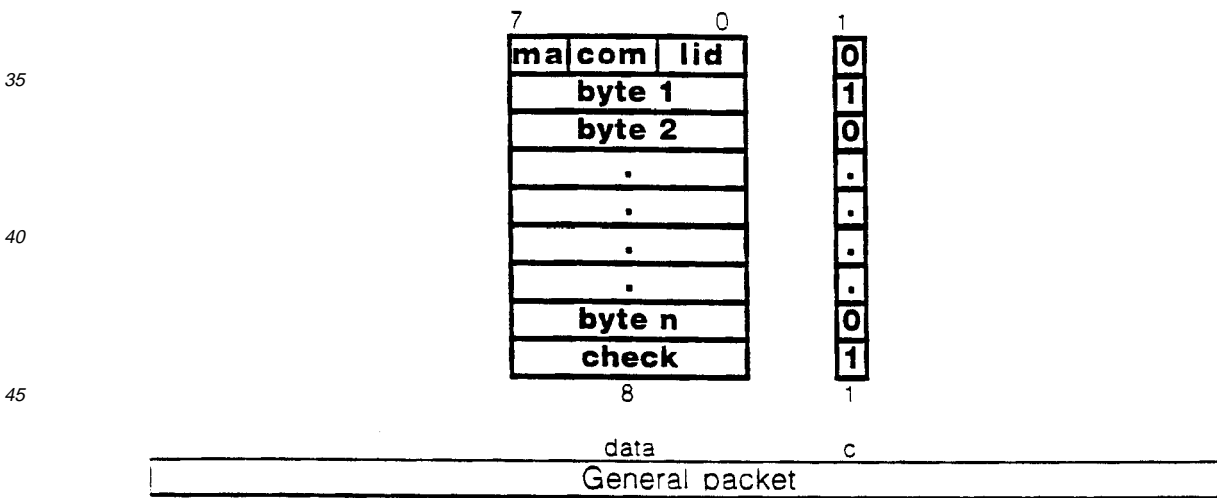 7 0 1
ma com lid 0
35
byte 1 1
byte 2 0
. .
. .
40
. .
. .
byte n 0
check 1
45
8 1
data c
General packet